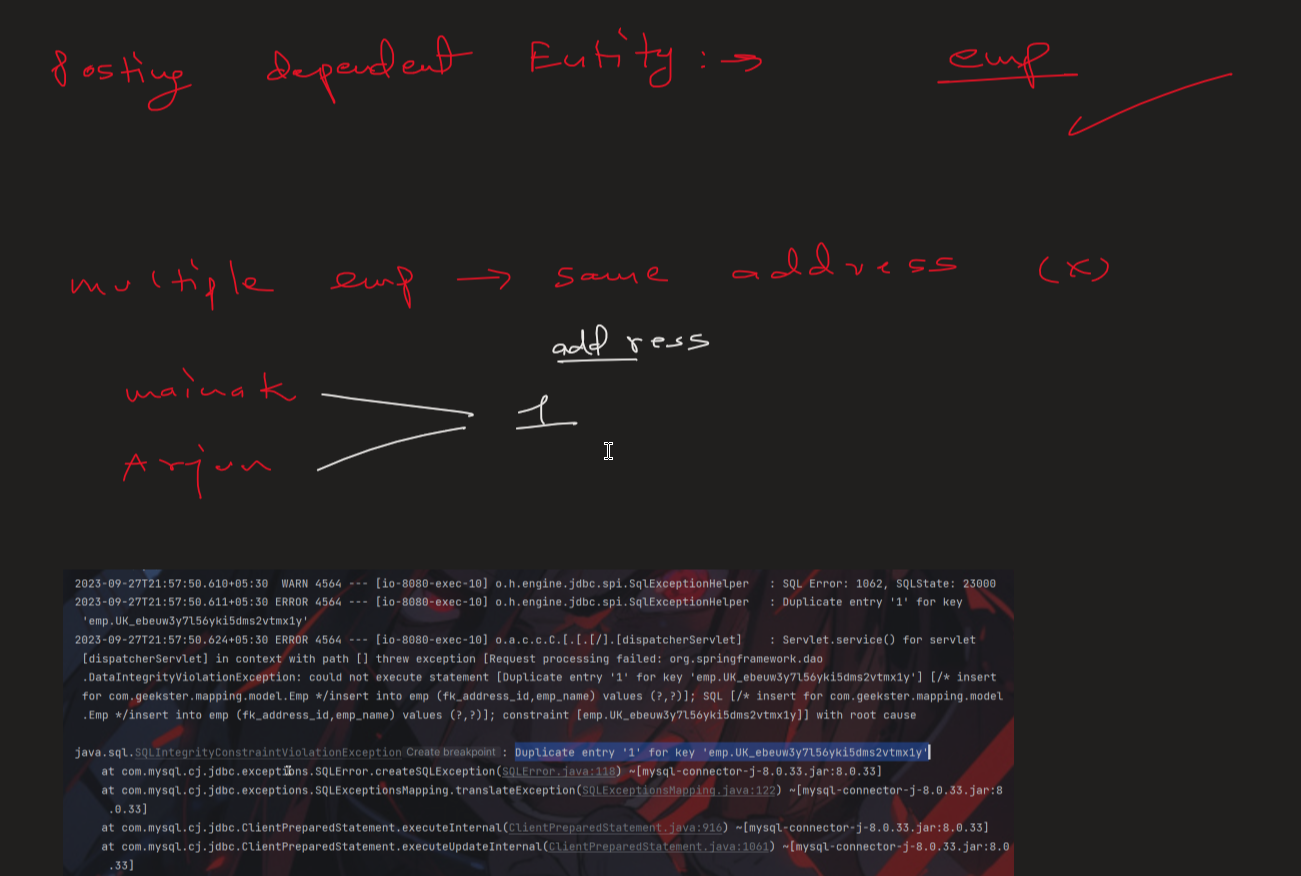 Posting dependent Entity : → emp
multiple emp → same address (x)
address
mainak
1
Arjun
2023-09-27T21:57:50.610+05:30  WARN 4564 --- [io-8080-exec-10] o.h.engine.jdbc.spi.SqlExceptionHelper   : SQL Error: 1062, SQLState: 23000
2023-09-27T21:57:50.611+05:30 ERROR 4564 --- [io-8080-exec-10] o.h.engine.jdbc.spi.SqlExceptionHelper   : Duplicate entry '1' for key
'emp.UK_ebeuw3y7l56yki5dms2vtmx1y'
2023-09-27T21:57:50.624+05:30 ERROR 4564 --- [io-8080-exec-10] o.a.c.c.C.[.[.[/].[dispatcherServlet]    : Servlet.service() for servlet
[dispatcherServlet] in context with path [] threw exception [Request processing failed: org.springframework.dao
.DataIntegrityViolationException: could not execute statement [Duplicate entry '1' for key 'emp.UK_ebeuw3y7l56yki5dms2vtmx1y'] [/* insert
for com.geekster.mapping.model.Emp */insert into emp (fk_address_id,emp_name) values (?,?)]; SQL [/* insert for com.geekster.mapping.model
.Emp */insert into emp (fk_address_id,emp_name) values (?,?)]; constraint [emp.UK_ebeuw3y7l56yki5dms2vtmx1y]] with root cause
java.sql.SQLIntegrityConstraintViolationException Create breakpoint : Duplicate entry '1' for key 'emp.UK_ebeuw3y7l56yki5dms2vtmx1y'
at com.mysql.cj.jdbc.exceptions.SQLError.createSQLException(SQLError.java:118) ~[mysql-connector-j-8.0.33.jar:8.0.33]
at com.mysql.cj.jdbc.exceptions.SQLExceptionsMapping.translateException(SQLExceptionsMapping.java:122) ~[mysql-connector-j-8.0.33.jar:8
.0.33]
at com.mysql.cj.jdbc.ClientPreparedStatement.executeInternal(ClientPreparedStatement.java:916) ~[mysql-connector-j-8.0.33.jar:8.0.33]
at com.mysql.cj.jdbc.ClientPreparedStatement.executeUpdateInternal(ClientPreparedStatement.java:1061) ~[mysql-connector-j-8.0.33.jar:8.0
.33]